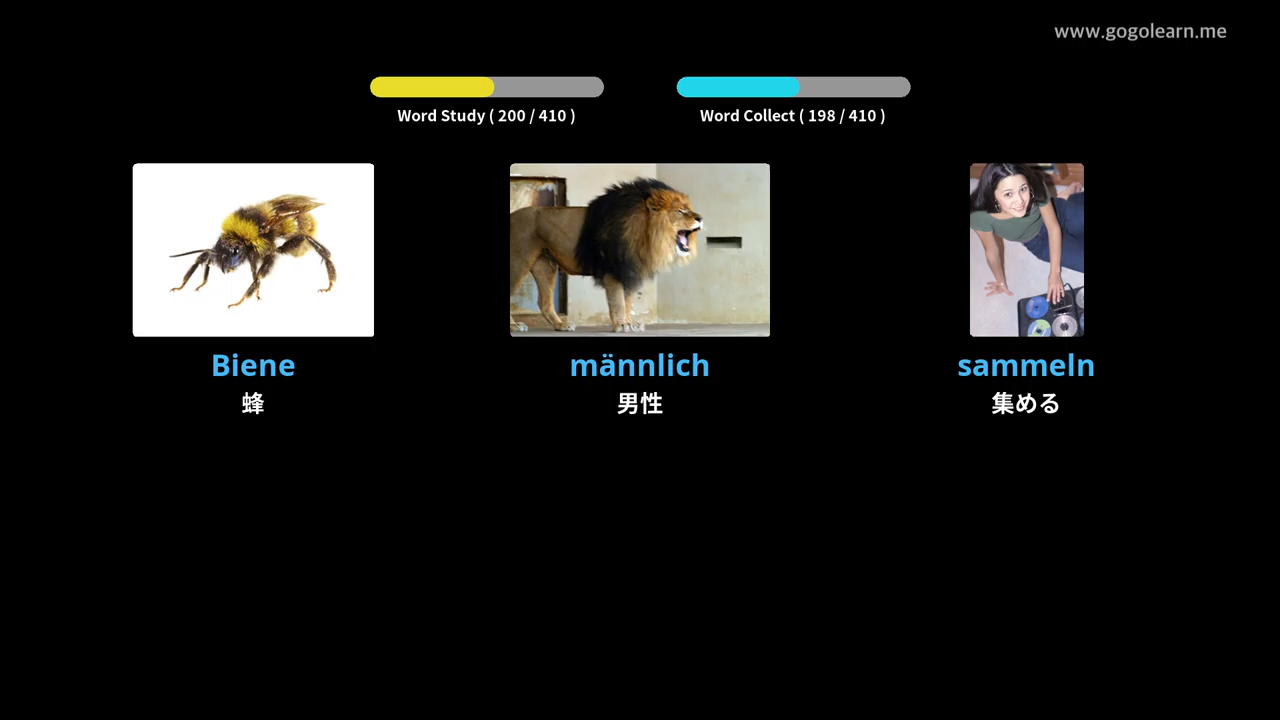 www.gogolearn.me
Word Study ( 200 / 410 )
Word Collect ( 198 / 410 )
Biene
männlich
sammeln
蜂
男性
集める